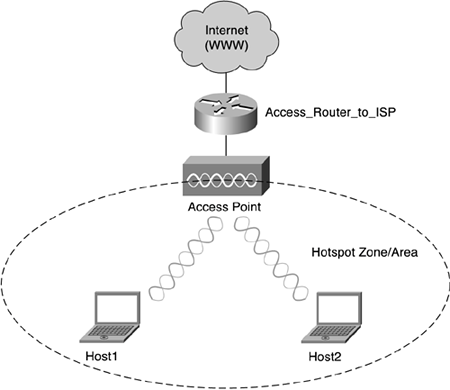 Internet
(WWW)
Access_Router_to_ISP
Access Point
Hotspot Zone/Area
Host1
Host2